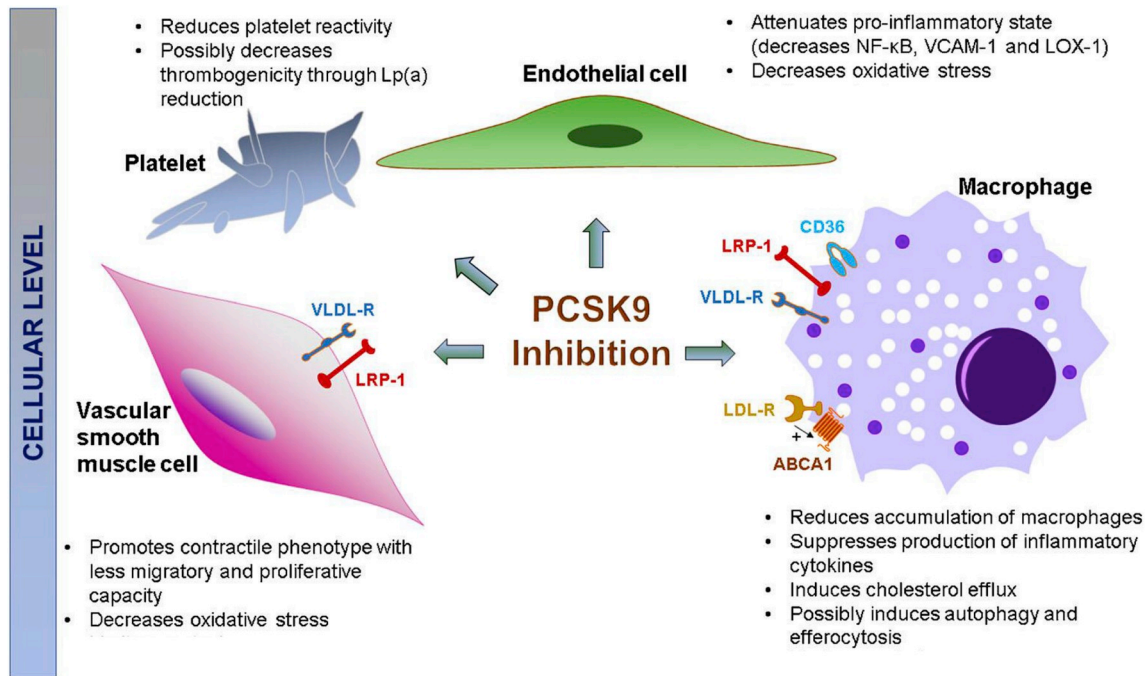 CELLULAR LEVEL
• Reduces platelet reactivity
• Possibly decreases
thrombogenicity through Lp(a)
reduction
Platelet
Endothelial cell
• Attenuates pro-inflammatory state
(decreases NF-κB, VCAM-1 and LOX-1)
• Decreases oxidative stress
Macrophage
CD36
LRP-1
VLDL-R
LDL-R
+
ABCA1
PCSK9
Inhibition
VLDL-R
LRP-1
Vascular
smooth
muscle cell
• Promotes contractile phenotype with
less migratory and proliferative
capacity
• Decreases oxidative stress
• Reduces accumulation of macrophages
• Suppresses production of inflammatory
cytokines
• Induces cholesterol efflux
• Possibly induces autophagy and
efferocytosis